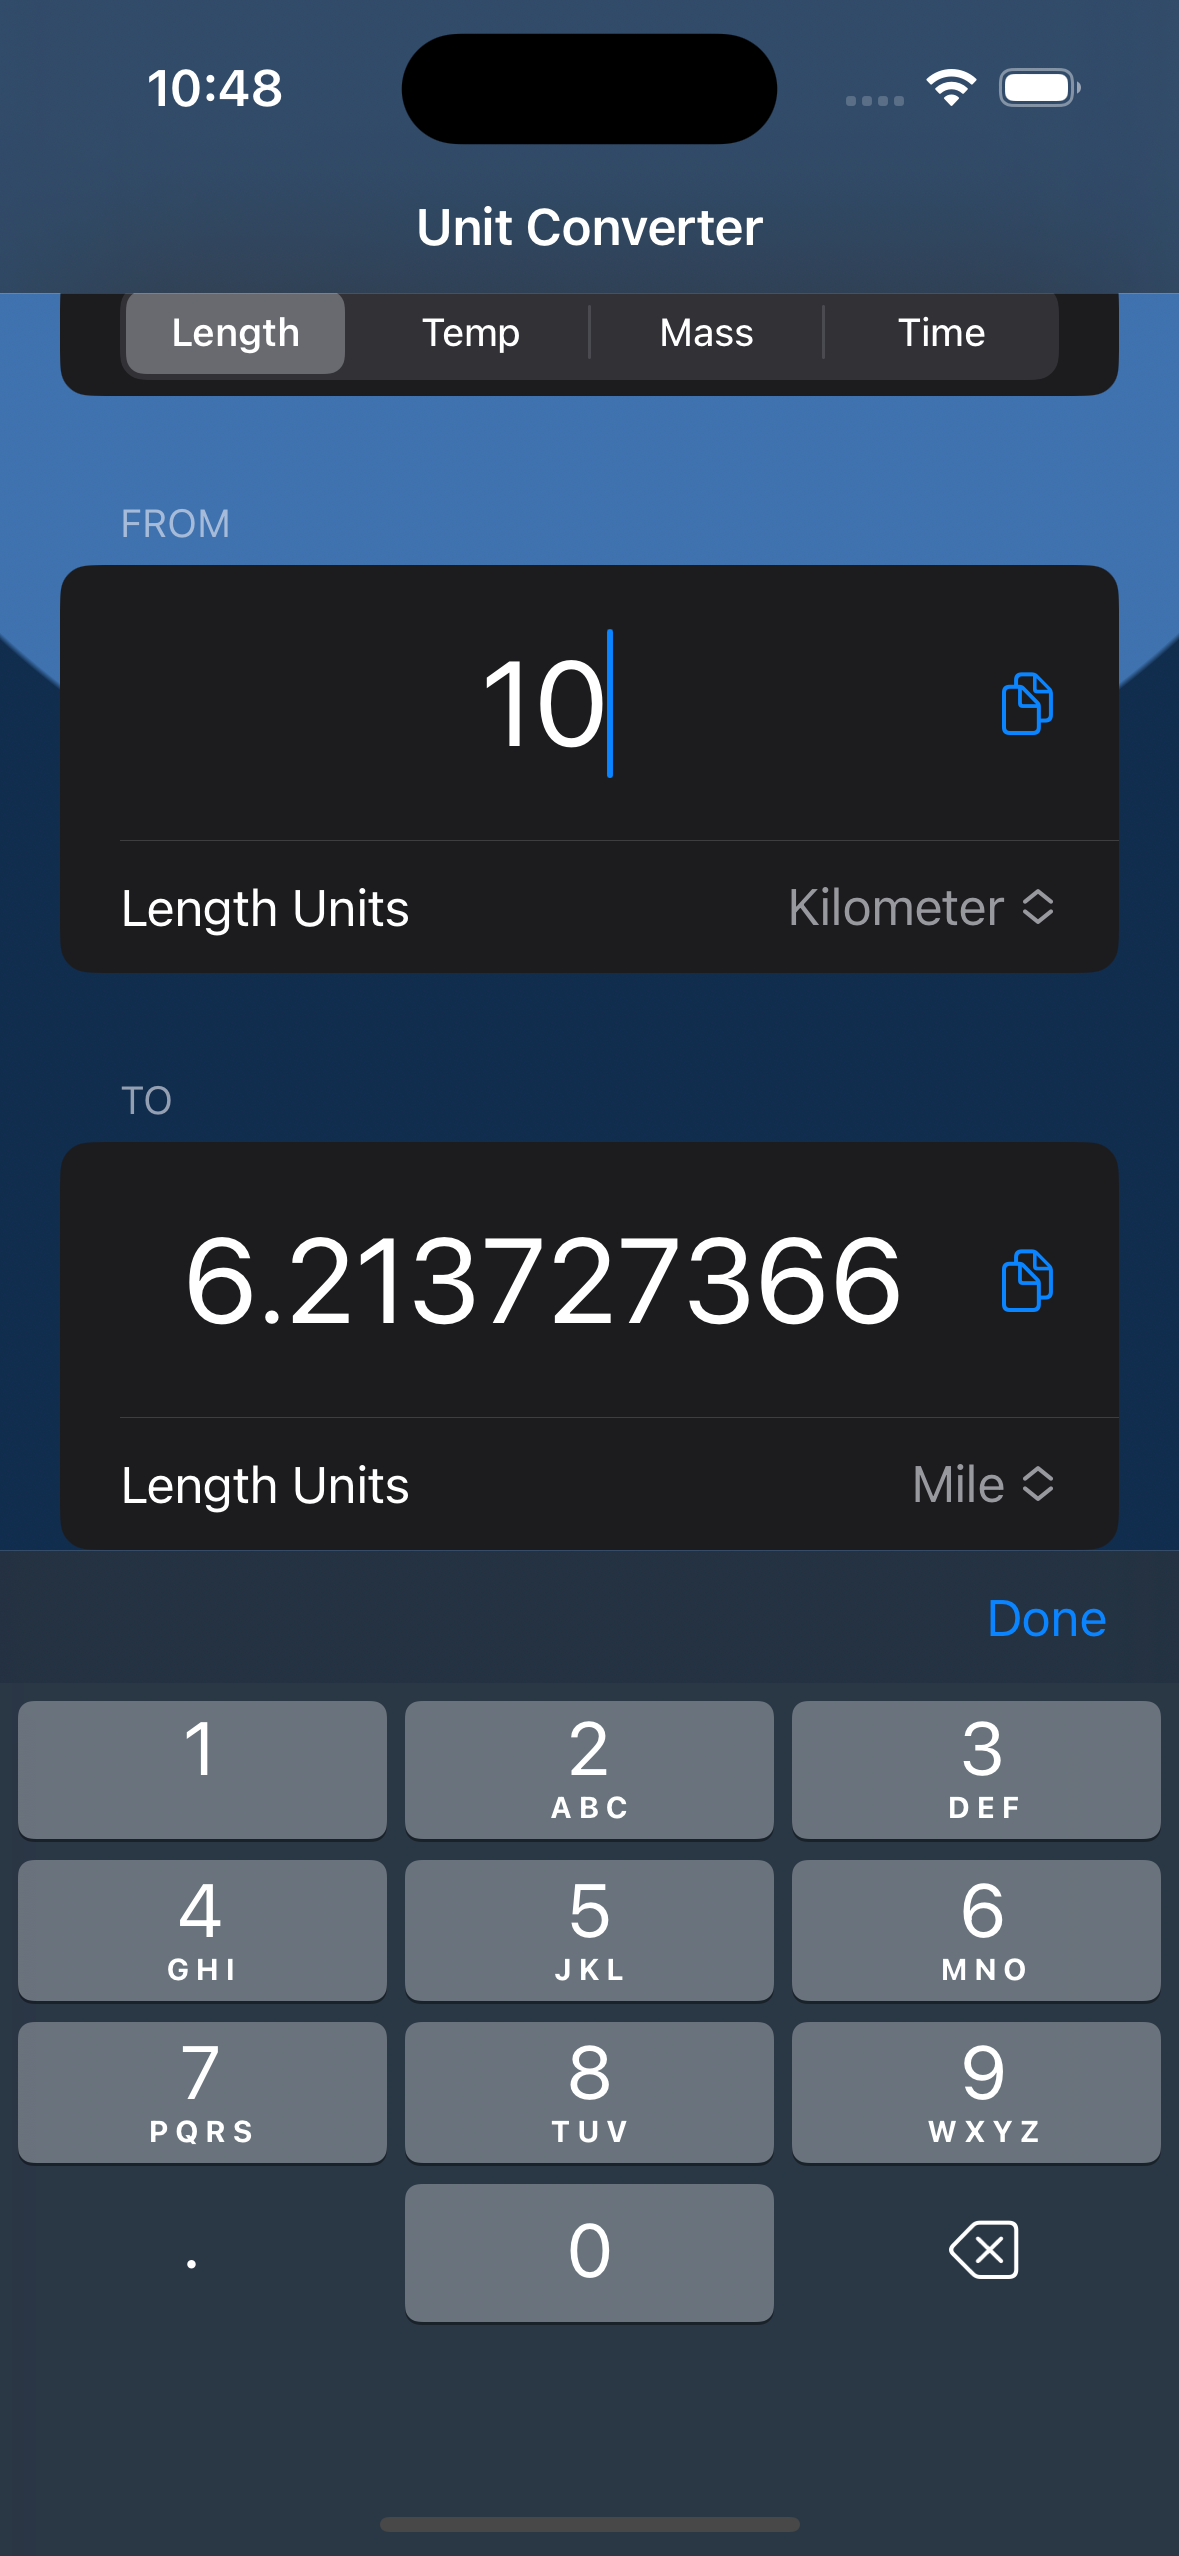 10:48
Unit Converter
Length Temp Mass Time
FROM
10
Length Units Kilometer
TO
6.213727366
Length Units Mile
Done
1 2 3
ABC DEF
4 5 6
GHI JKL MNO
7 8 9
PQRS TUV WXYZ
. 0